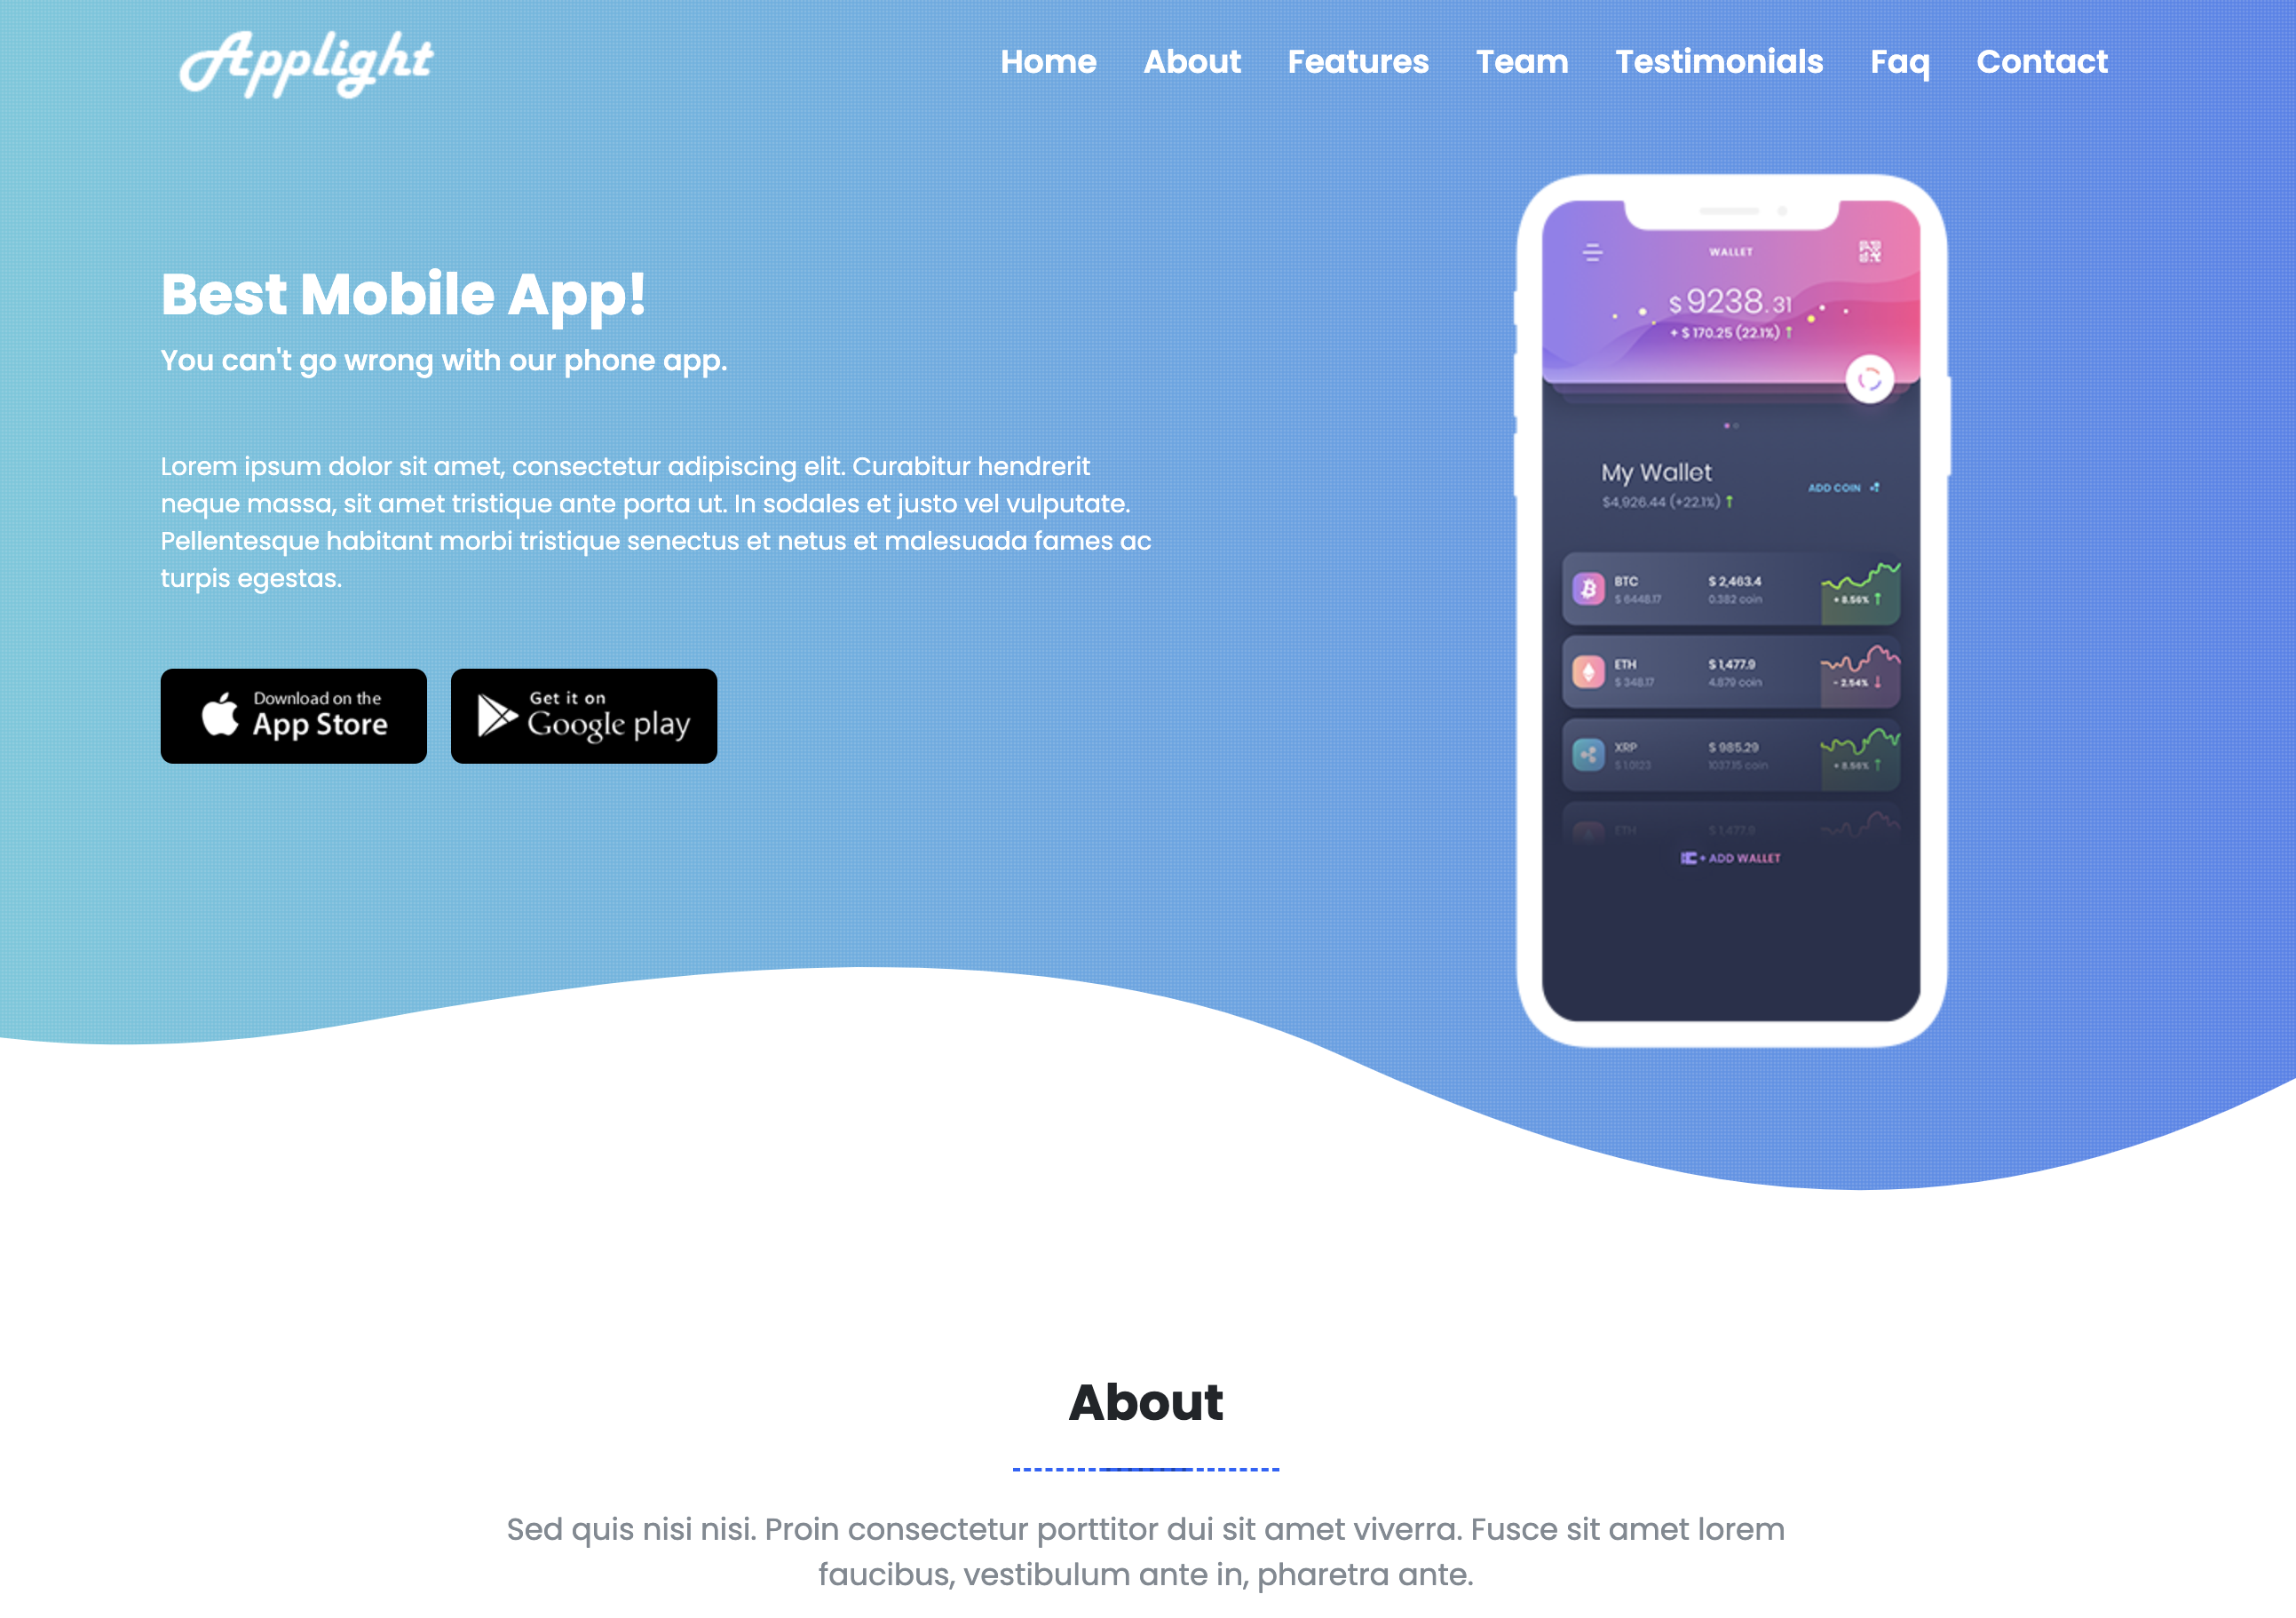 Applight
Home About Features Team Testimonials Faq Contact
Best Mobile App!
You can't go wrong with our phone app.
Lorem ipsum dolor sit amet, consectetur adipiscing elit. Curabitur hendrerit
neque massa, sit amet tristique ante porta ut. In sodales et justo vel vulputate.
Pellentesque habitant morbi tristique senectus et netus et malesuada fames ac
turpis egestas.
Download on the
App Store
Get it on
Google play
WALLET
$ 9238.31
+ $ 170.25 (22.1%)
My Wallet
$4,926.44 (+22.1%)
ADD COIN
BTC $ 2,463.4
$ 6448.17 0.382 coin + 8.56%
ETH $ 1,477.9
$ 348.17 4.879 coin - 2.54%
XRP $ 985.29
$ 1.0123 1037.15 coin + 8.56%
ETH $ 1,477.9
+ ADD WALLET
About
Sed quis nisi nisi. Proin consectetur porttitor dui sit amet viverra. Fusce sit amet lorem
faucibus, vestibulum ante in, pharetra ante.